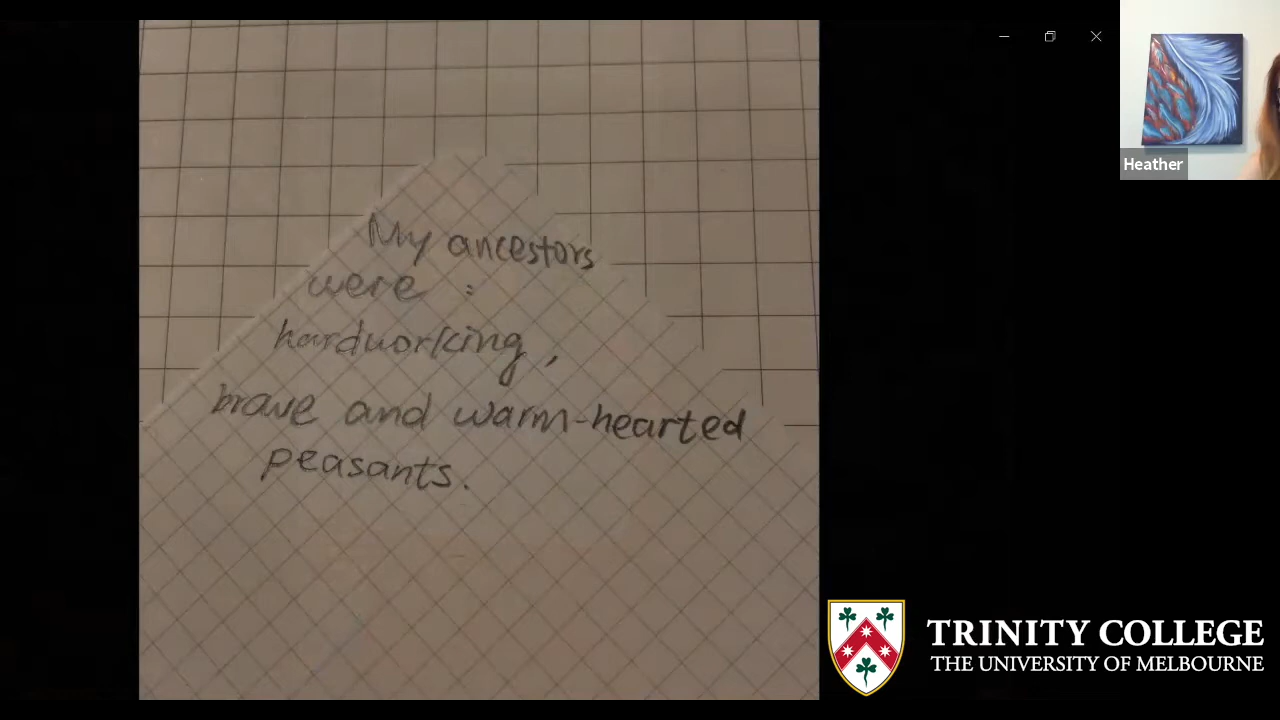 My ancestors
were :
hardworking,
brave and warm-hearted
peasants.
Heather
TRINITY COLLEGE
THE UNIVERSITY OF MELBOURNE